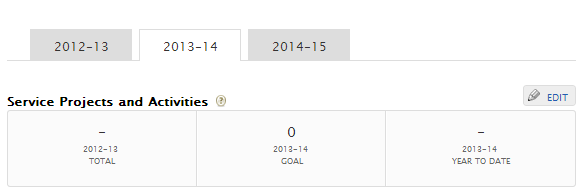 2012-13 2013-14 2014-15
Service Projects and Activities ?
EDIT
- 0 -
2012-13 2013-14 2013-14
TOTAL GOAL YEAR TO DATE